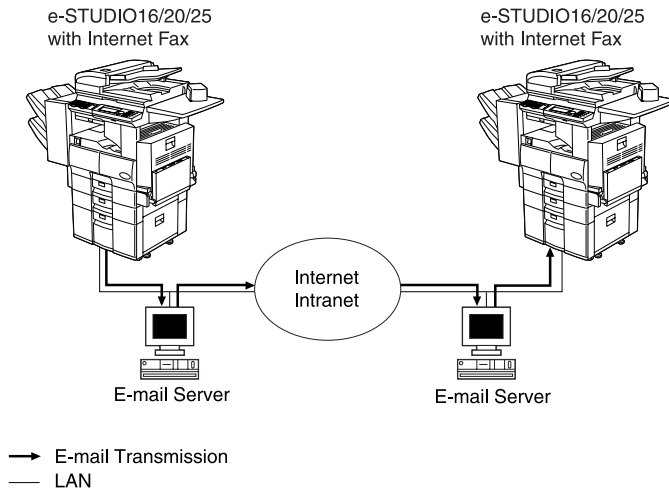 e-STUDIO16/20/25
with Internet Fax
e-STUDIO16/20/25
with Internet Fax
Internet
Intranet
E-mail Server
E-mail Server
E-mail Transmission
LAN